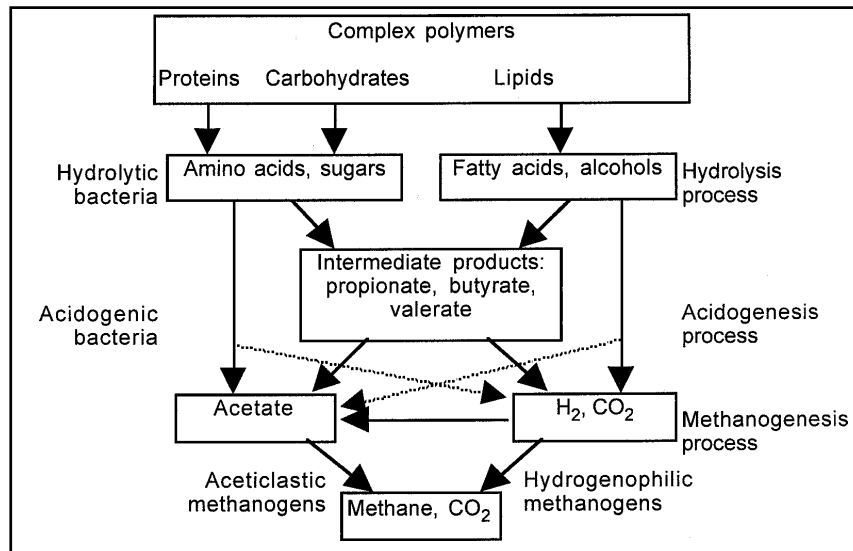 Complex polymers
Proteins Carbohydrates Lipids
Hydrolytic
bacteria
Amino acids, sugars
Fatty acids, alcohols
Hydrolysis
process
Intermediate products:
propionate, butyrate,
valerate
Acidogenic
bacteria
Acidogenesis
process
Acetate
H₂, CO₂
Methanogenesis
process
Aceticlastic
methanogens
Hydrogenophilic
methanogens
Methane, CO₂